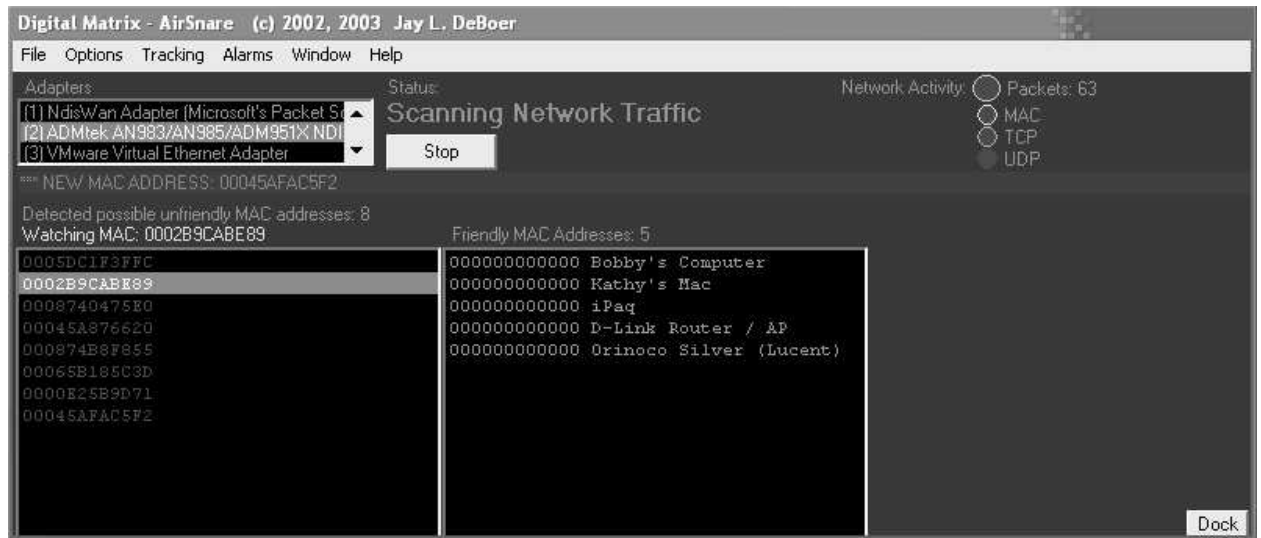 Digital Matrix - AirSnare (c) 2002, 2003 Jay L. DeBoer
File Options Tracking Alarms Window Help
Adapters
(1) NdisWan Adapter (Microsoft's Packet Sc
(2) ADMtek AN983/AN985/ADM951X NDI
(3) VMware Virtual Ethernet Adapter
Status:
Scanning Network Traffic
Stop
Network Activity: Packets: 63
MAC
TCP
UDP
*** NEW MAC ADDRESS: 00045AFAC5F2
Detected possible unfriendly MAC addresses: 8
Watching MAC: 0002B9CABE89
0005DC1F3FFC
0002B9CABE89
0008740475E0
00045A876620
000874B8F855
00065B185C3D
0000E25B9D71
00045AFAC5F2
Friendly MAC Addresses: 5
000000000000 Bobby's Computer
000000000000 Kathy's Mac
000000000000 iPaq
000000000000 D-Link Router / AP
000000000000 Orinoco Silver (Lucent)
Dock